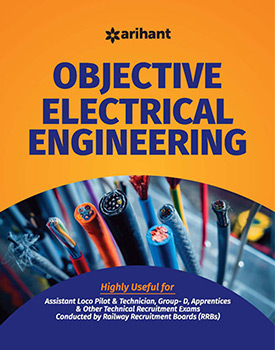 arihant
OBJECTIVE
ELECTRICAL
ENGINEERING
Highly Useful for
Assistant Loco Pilot & Technician, Group- D, Apprentices
& Other Technical Recruitment Exams
Conducted by Railway Recruitment Boards (RRBs)